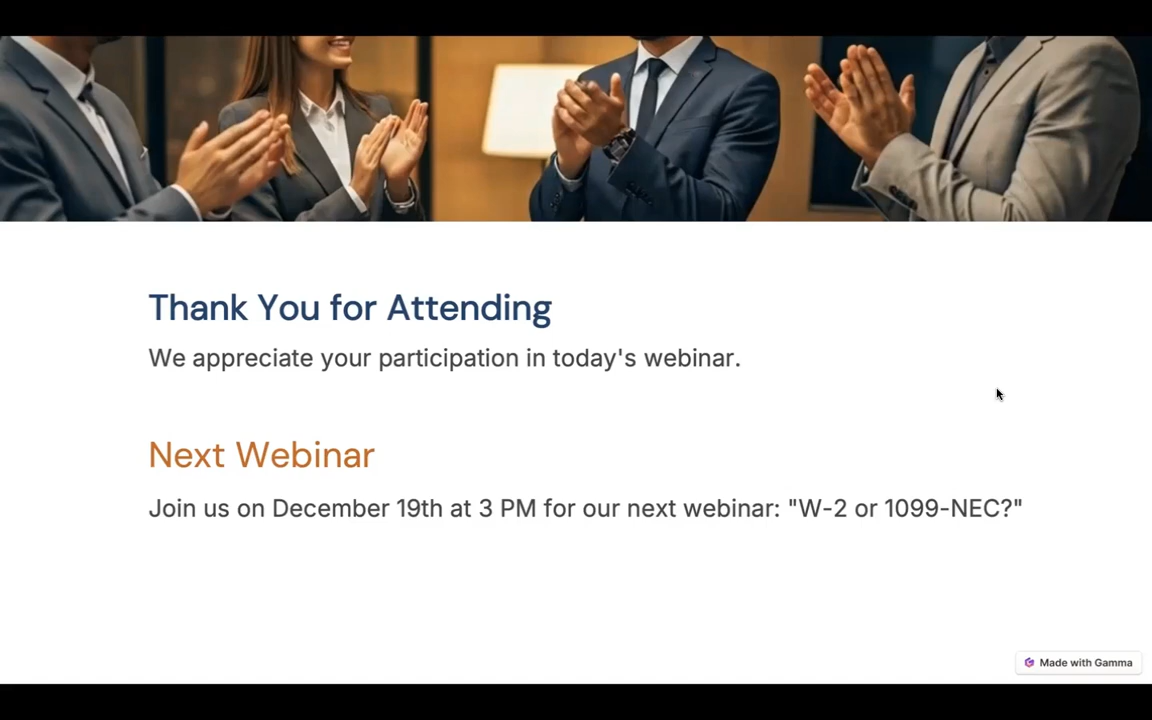 Thank You for Attending
We appreciate your participation in today's webinar.
Next Webinar
Join us on December 19th at 3 PM for our next webinar: "W-2 or 1099-NEC?"
Made with Gamma